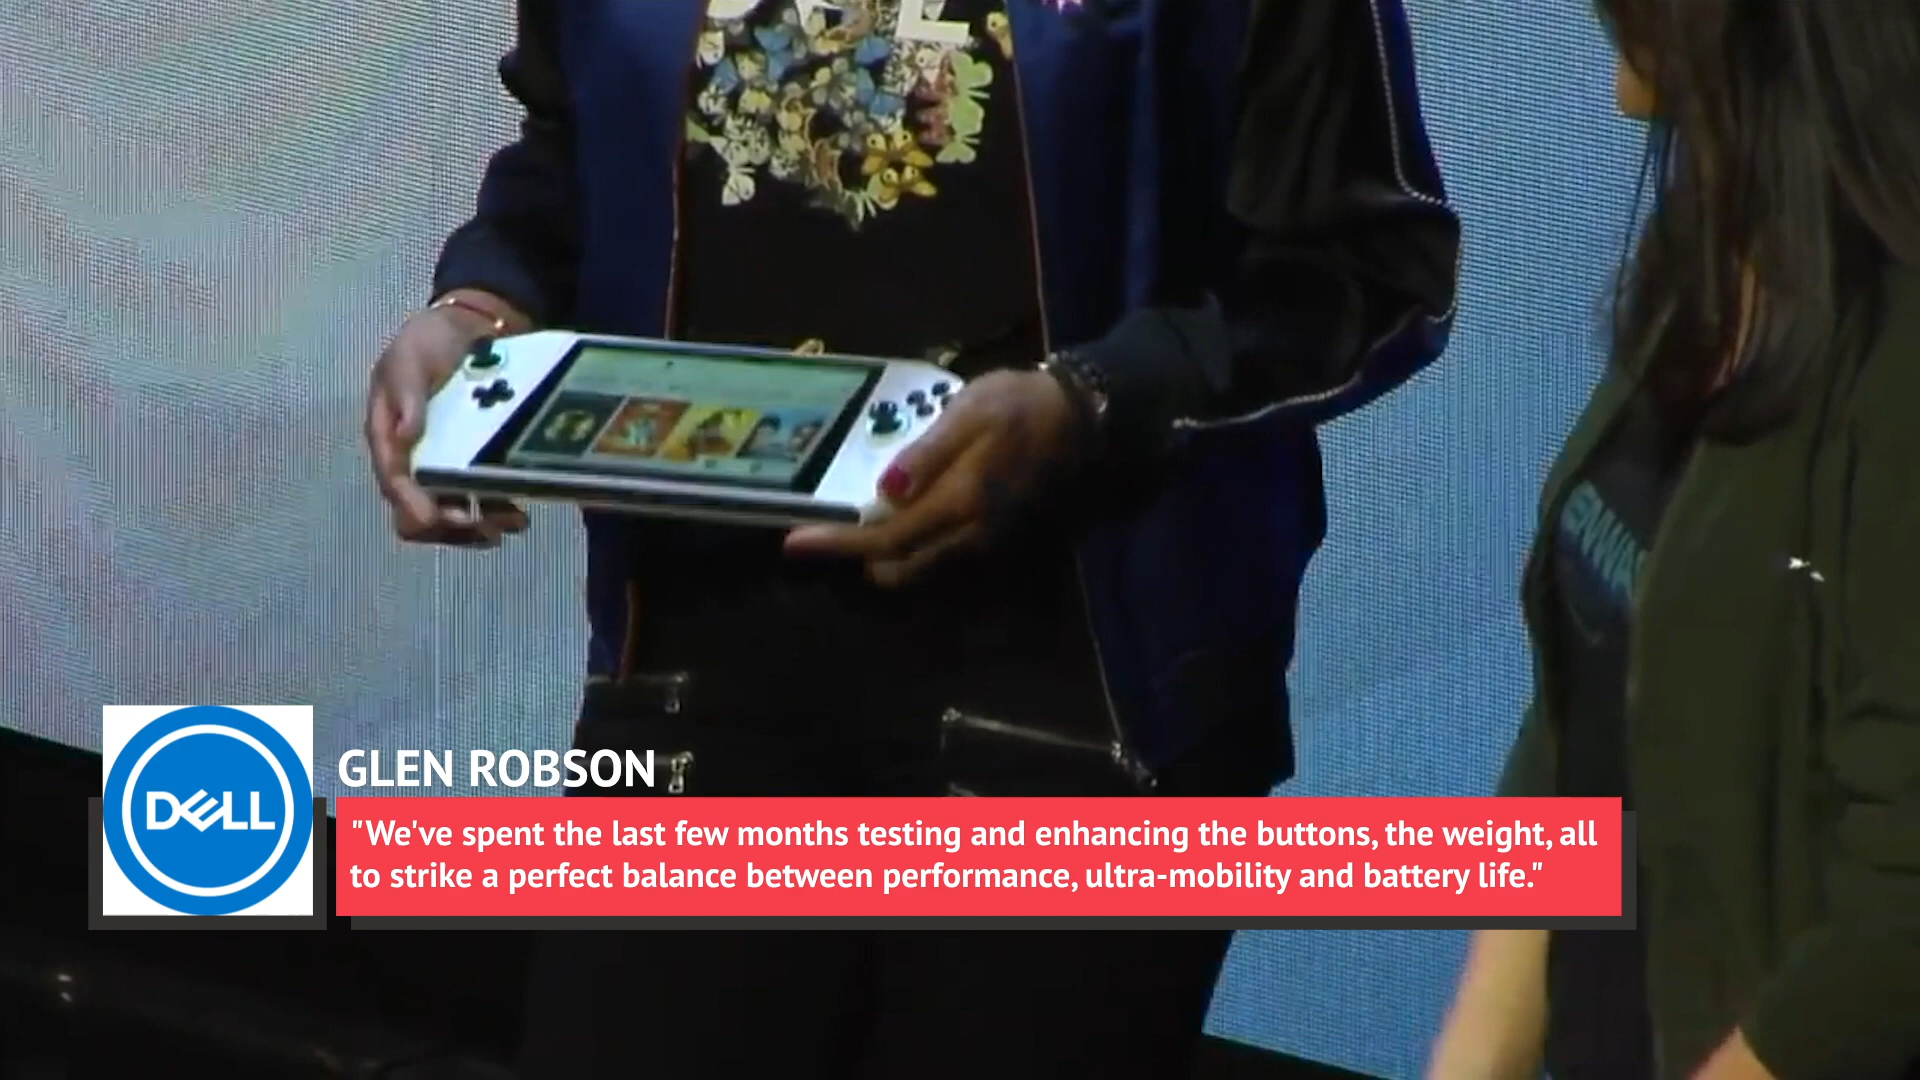 GLEN ROBSON
DELL
"We've spent the last few months testing and enhancing the buttons, the weight, all
to strike a perfect balance between performance, ultra-mobility and battery life."